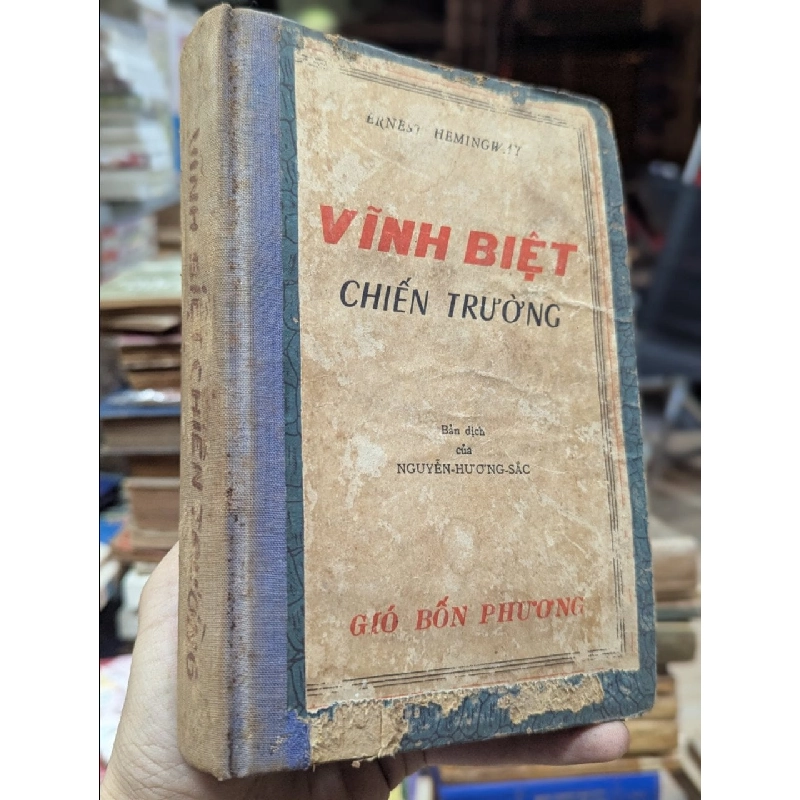 ERNEST HEMINGWAY
VĨNH BIỆT
CHIẾN TRƯỜNG
Bản dịch
của
NGUYỄN-HƯƠNG-SẮC
GIÓ BỐN PHƯƠNG
VĨNH BIỆT CHIẾN TRƯỜNG